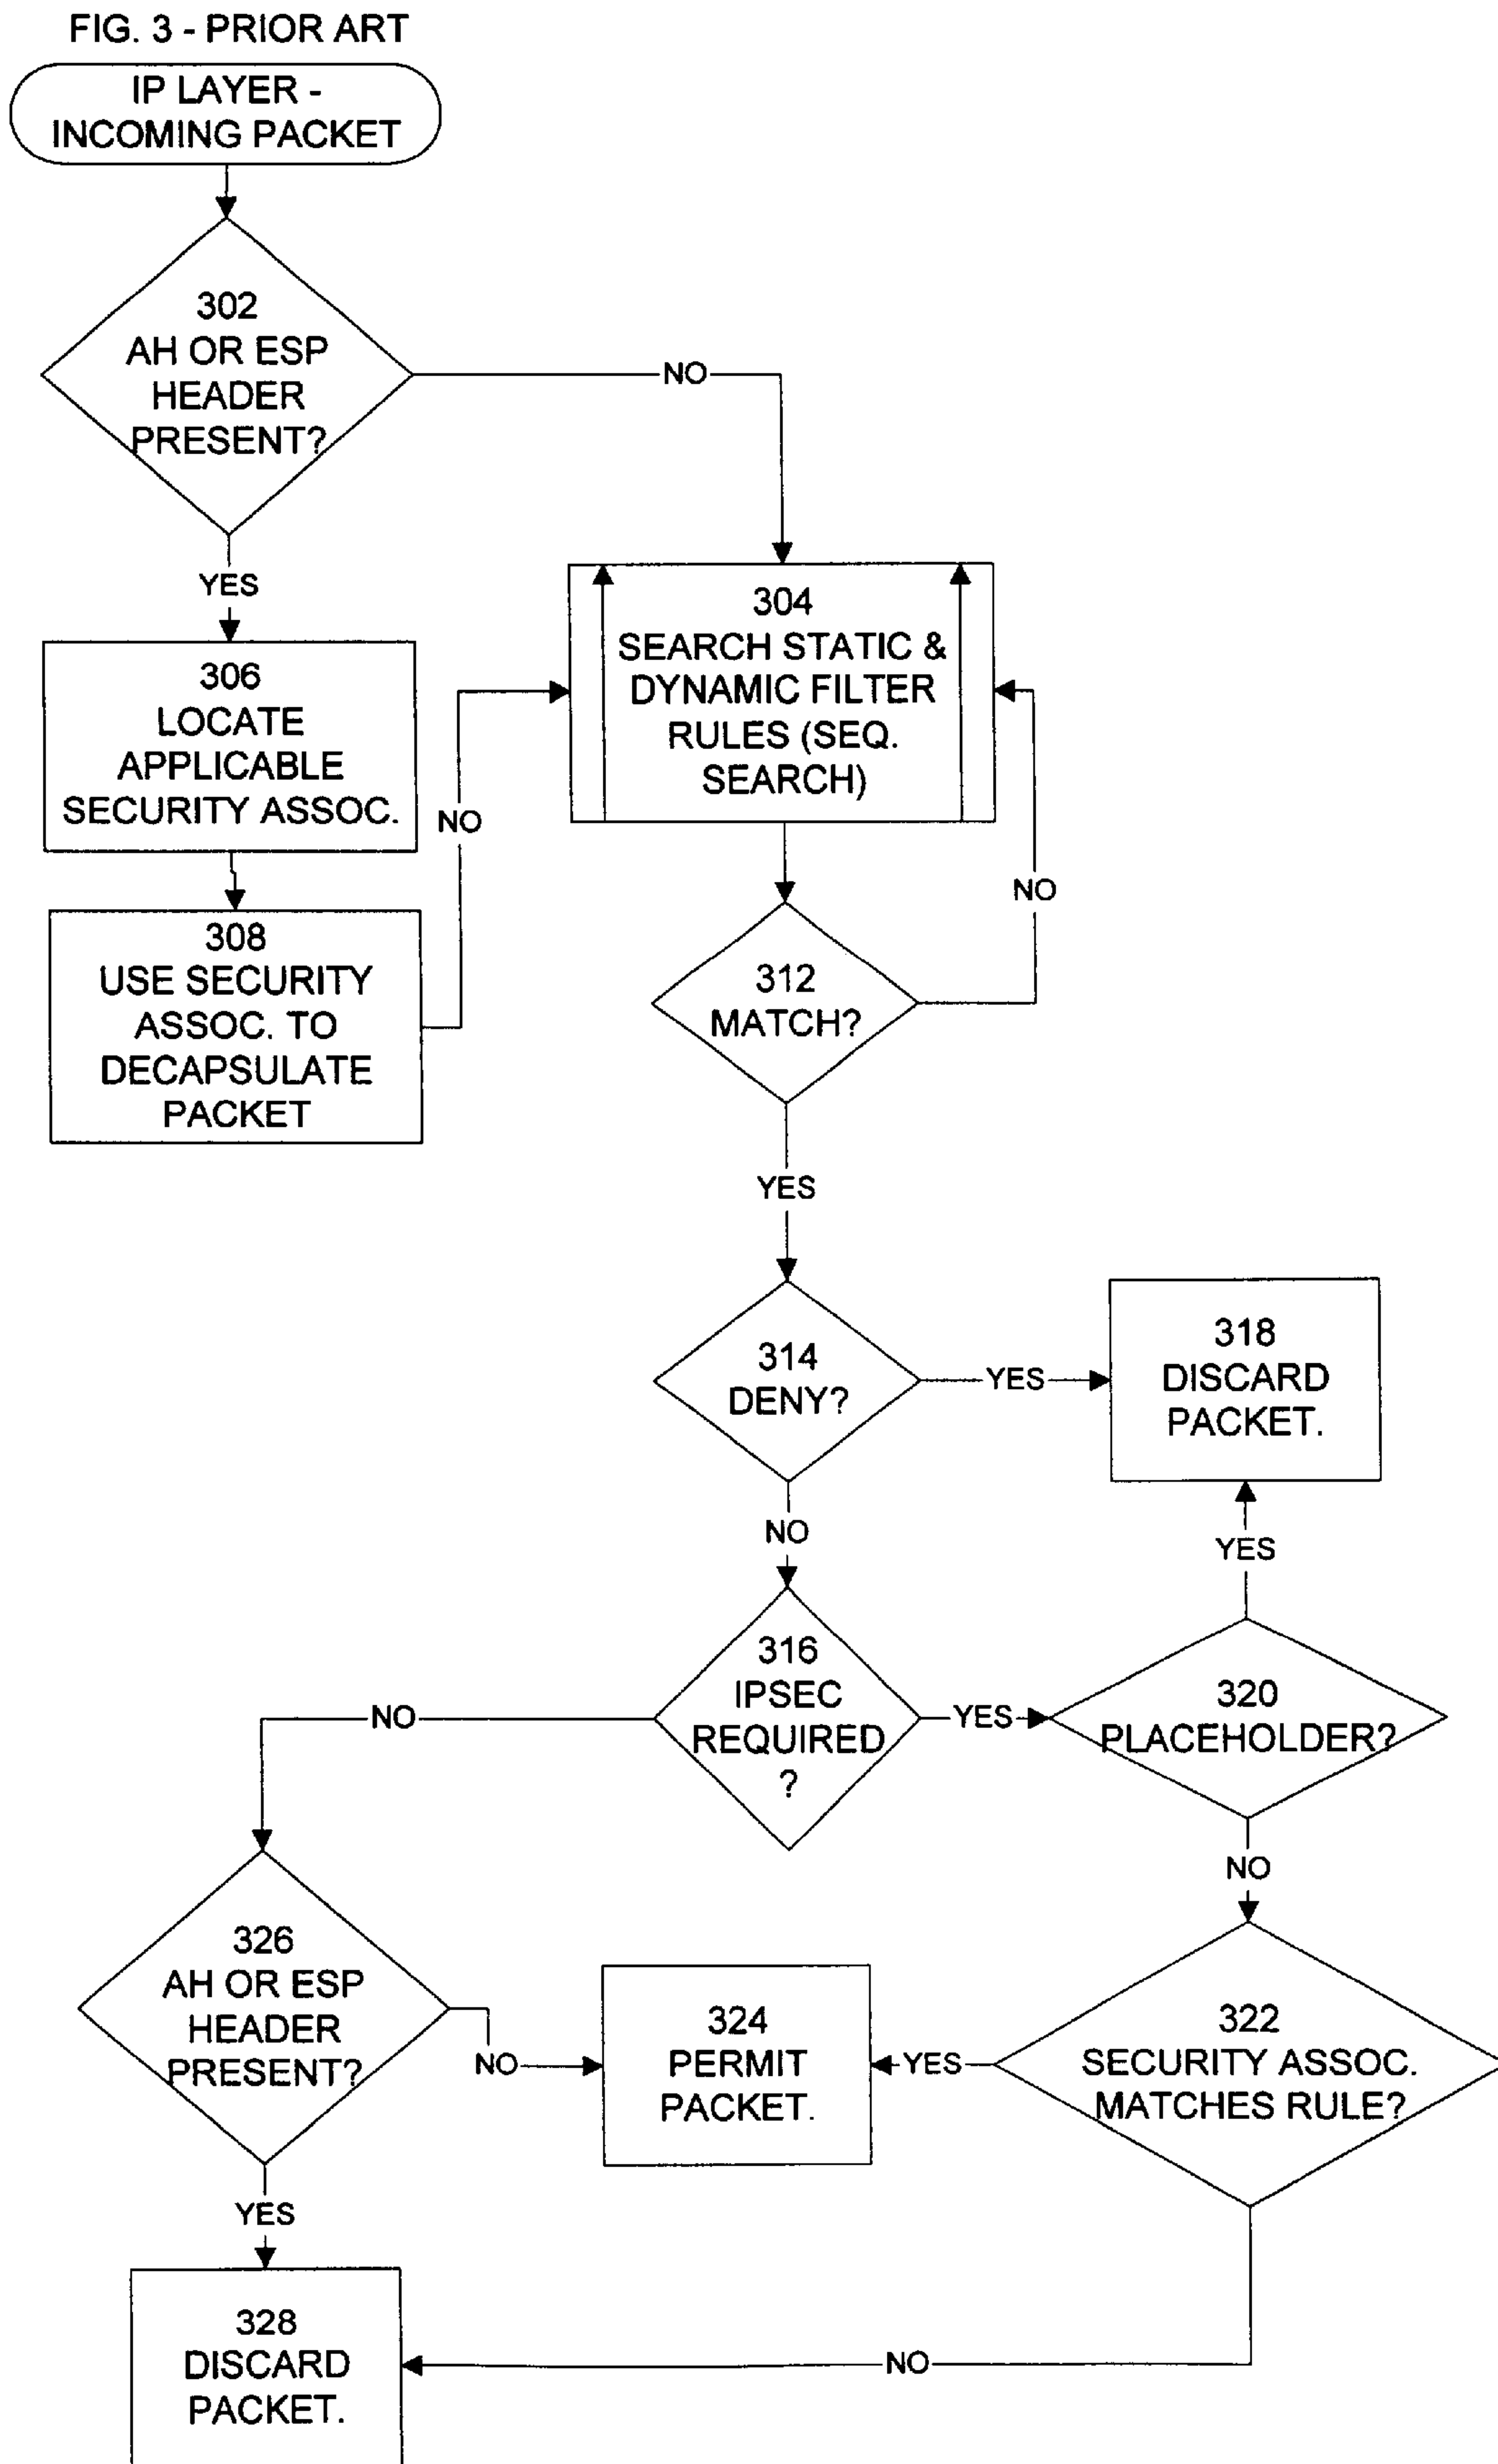 FIG. 3 - PRIOR ART
IP LAYER -
INCOMING PACKET
302
AH OR ESP
HEADER
PRESENT?
NO
YES
304
SEARCH STATIC &
DYNAMIC FILTER
RULES (SEQ.
SEARCH)
306
LOCATE
APPLICABLE
SECURITY ASSOC.
NO
NO
308
USE SECURITY
ASSOC. TO
DECAPSULATE
PACKET
312
MATCH?
YES
314
DENY?
YES
318
DISCARD
PACKET.
NO
YES
316
IPSEC
REQUIRED
?
NO
YES
320
PLACEHOLDER?
NO
326
AH OR ESP
HEADER
PRESENT?
NO
324
PERMIT
PACKET.
YES
322
SECURITY ASSOC.
MATCHES RULE?
YES
328
DISCARD
PACKET.
NO